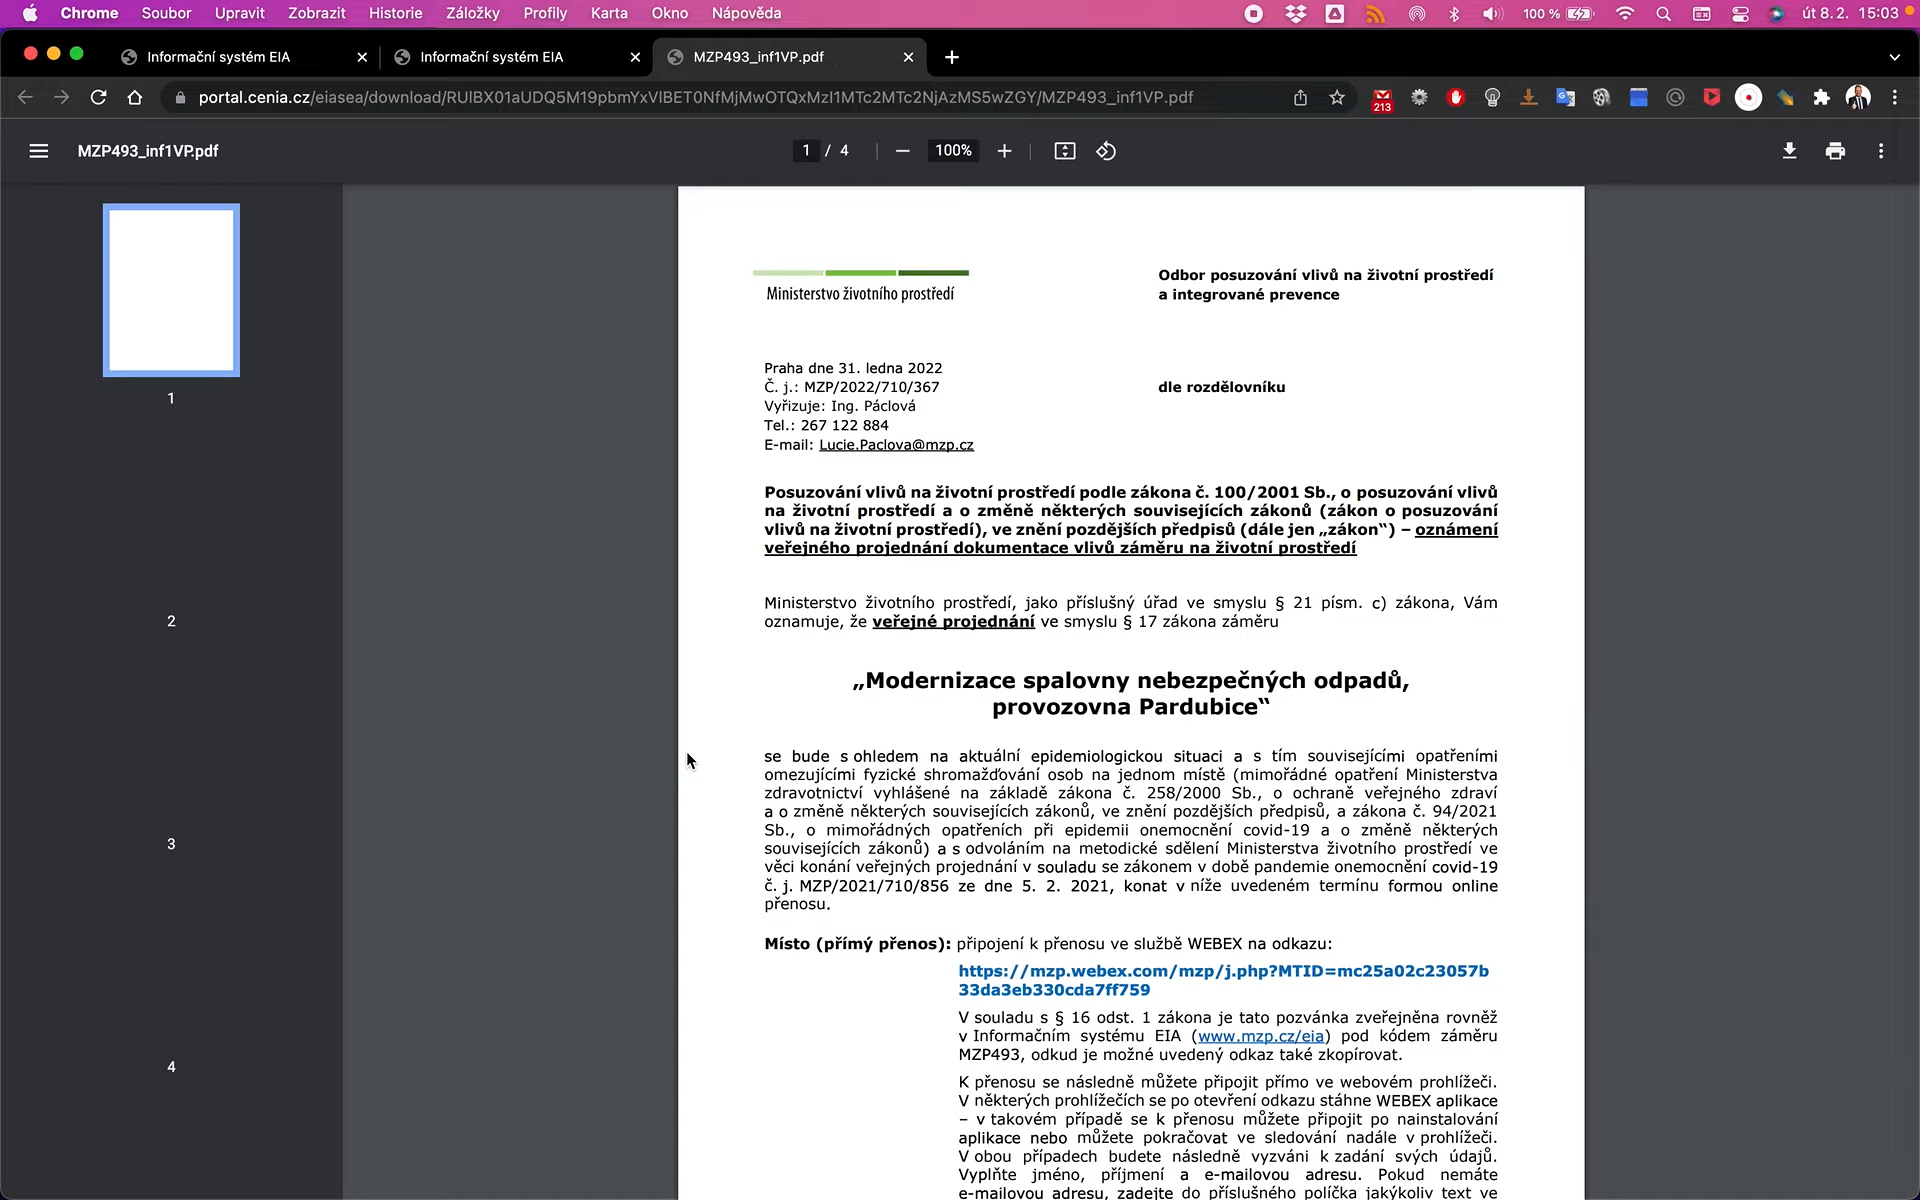 Chrome Soubor Upravit Zobrazit Historie Záložky Profily Karta Okno Nápověda 100 % út 8. 2. 15:03
Informační systém EIA Informační systém EIA MZP493_inf1VP.pdf
portal.cenia.cz/eiasea/download/RUlBX01aUDQ5M19pbmYxVlBET0NfMjMwOTQxMzI1MTc2MTc2NjAzMS5wZGY/MZP493_inf1VP.pdf 213
MZP493_inf1VP.pdf 1 / 4 100%
1
2
3
4
Ministerstvo životního prostředí
Odbor posuzování vlivů na životní prostředí
a integrované prevence
Praha dne 31. ledna 2022
Č. j.: MZP/2022/710/367
dle rozdělovníku
Vyřizuje: Ing. Páclová
Tel.: 267 122 884
E-mail: Lucie.Paclova@mzp.cz
Posuzování vlivů na životní prostředí podle zákona č. 100/2001 Sb., o posuzování vlivů
na životní prostředí a o změně některých souvisejících zákonů (zákon o posuzování
vlivů na životní prostředí), ve znění pozdějších předpisů (dále jen „zákon“) – oznámení
veřejného projednání dokumentace vlivů záměru na životní prostředí
Ministerstvo životního prostředí, jako příslušný úřad ve smyslu § 21 písm. c) zákona, Vám
oznamuje, že veřejné projednání ve smyslu § 17 zákona záměru
„Modernizace spalovny nebezpečných odpadů,
provozovna Pardubice“
se bude s ohledem na aktuální epidemiologickou situaci a s tím souvisejícími opatřeními
omezujícími fyzické shromažďování osob na jednom místě (mimořádné opatření Ministerstva
zdravotnictví vyhlášené na základě zákona č. 258/2000 Sb., o ochraně veřejného zdraví
a o změně některých souvisejících zákonů, ve znění pozdějších předpisů, a zákona č. 94/2021
Sb., o mimořádných opatřeních při epidemii onemocnění covid-19 a o změně některých
souvisejících zákonů) a s odvoláním na metodické sdělení Ministerstva životního prostředí ve
věci konání veřejných projednání v souladu se zákonem v době pandemie onemocnění covid-19
č. j. MZP/2021/710/856 ze dne 5. 2. 2021, konat v níže uvedeném termínu formou online
přenosu.
Místo (přímý přenos): připojení k přenosu ve službě WEBEX na odkazu:
https://mzp.webex.com/mzp/j.php?MTID=mc25a02c23057b
33da3eb330cda7ff759
V souladu s § 16 odst. 1 zákona je tato pozvánka zveřejněna rovněž
v Informačním systému EIA (www.mzp.cz/eia) pod kódem záměru
MZP493, odkud je možné uvedený odkaz také zkopírovat.
K přenosu se následně můžete připojit přímo ve webovém prohlížeči.
V některých prohlížečích se po otevření odkazu stáhne WEBEX aplikace
– v takovém případě se k přenosu můžete připojit po nainstalování
aplikace nebo můžete pokračovat ve sledování nadále v prohlížeči.
V obou případech budete následně vyzváni k zadání svých údajů.
Vyplňte jméno, příjmení a e-mailovou adresu. Pokud nemáte
e-mailovou adresu, zadejte do příslušného políčka jakýkoliv text ve